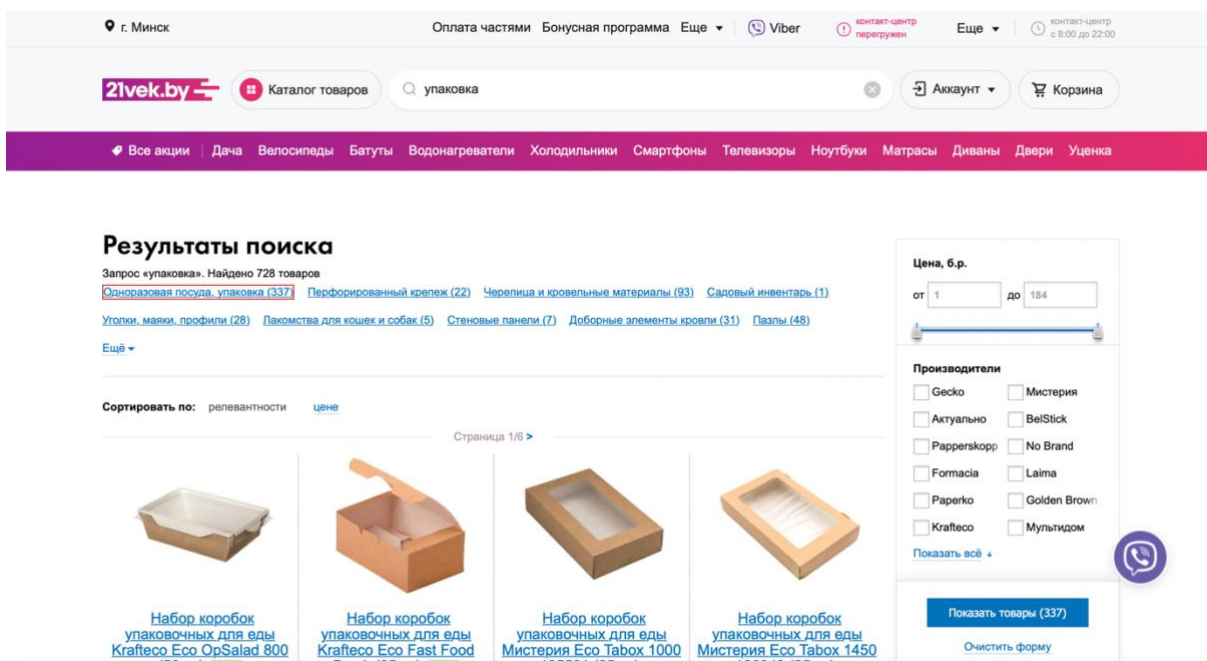 г. Минск
Оплата частями Бонусная программа Еще Viber контакт-центр перегружен Еще контакт-центр с 8:00 до 22:00
21vek.by Каталог товаров упаковка Аккаунт Корзина
Все акции Дача Велосипеды Батуты Водонагреватели Холодильники Смартфоны Телевизоры Ноутбуки Матрасы Диваны Двери Уценка
Результаты поиска
Запрос «упаковка». Найдено 728 товаров
Одноразовая посуда, упаковка (337) Перфорированный крепеж (22) Черепица и кровельные материалы (93) Садовый инвентарь (1)
Уголки, маяки, профили (28) Лакомства для кошек и собак (5) Стеновые панели (7) Доборные элементы кровли (31) Пазлы (48)
Ещё
Сортировать по: релевантности цене
Страница 1/6 >
Набор коробок упаковочных для еды Krafteco Eco OpSalad 800
Набор коробок упаковочных для еды Krafteco Eco Fast Food
Набор коробок упаковочных для еды Мистерия Eco Tabox 1000
Набор коробок упаковочных для еды Мистерия Eco Tabox 1450
Цена, б.р.
от 1 до 184
Производители
Gecko Мистерия
Актуально BelStick
Papperskopp No Brand
Formacia Laima
Paperko Golden Brown
Krafteco Мультидом
Показать всё ↓
Показать товары (337)
Очистить форму